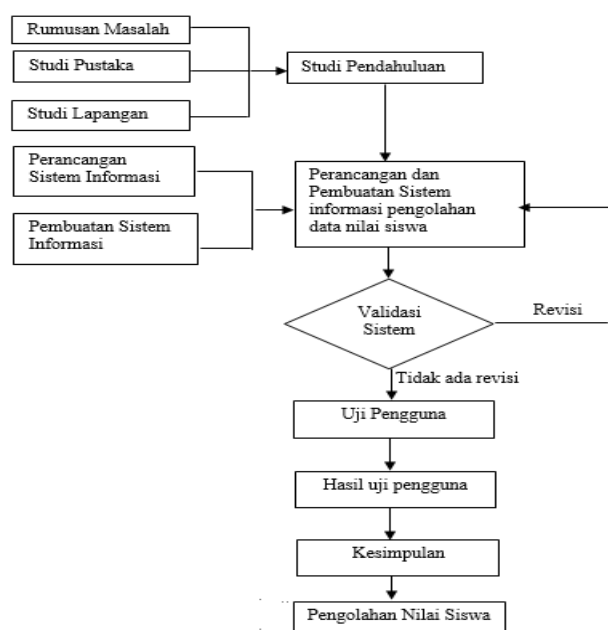 Rumusan Masalah
Studi Pustaka
Studi Pendahuluan
Studi Lapangan
Perancangan
Sistem Informasi
Pembuatan Sistem
Informasi
Perancangan dan
Pembuatan Sistem
informasi pengolahan
data nilai siswa
Validasi
Sistem
Revisi
Tidak ada revisi
Uji Pengguna
Hasil uji pengguna
Kesimpulan
Pengolahan Nilai Siswa